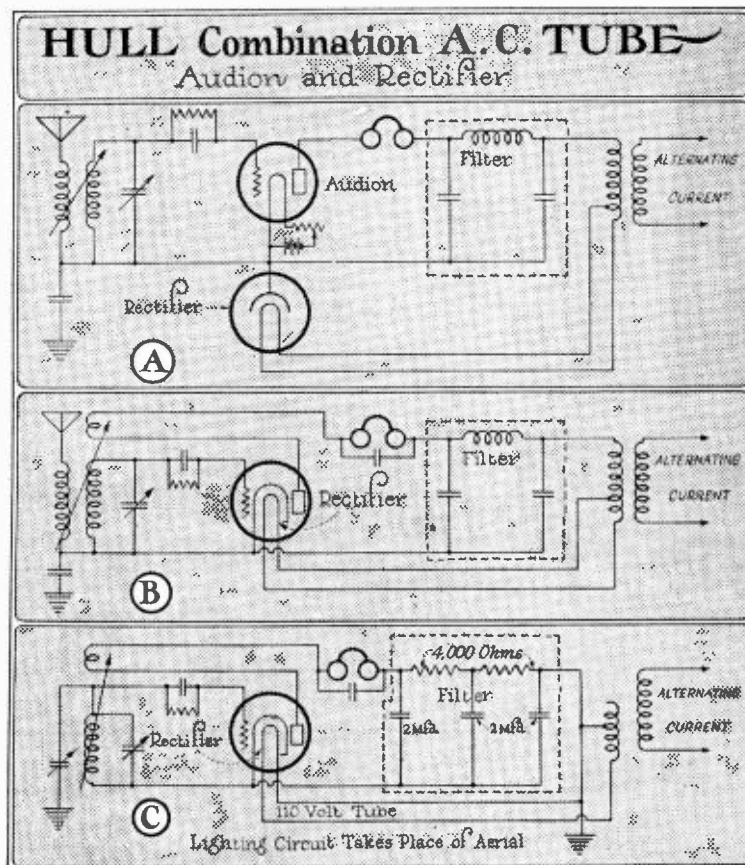 HULL Combination A.C. TUBE
Audion and Rectifier
Filter
ALTERNATING
CURRENT
Audion
Rectifier
A
Filter
ALTERNATING
CURRENT
Rectifier
B
4,000 Ohms
Filter
ALTERNATING
CURRENT
2Mfd.
2Mfd.
Rectifier
110 Volt Tube
C
Lighting Circuit Takes Place of Aerial